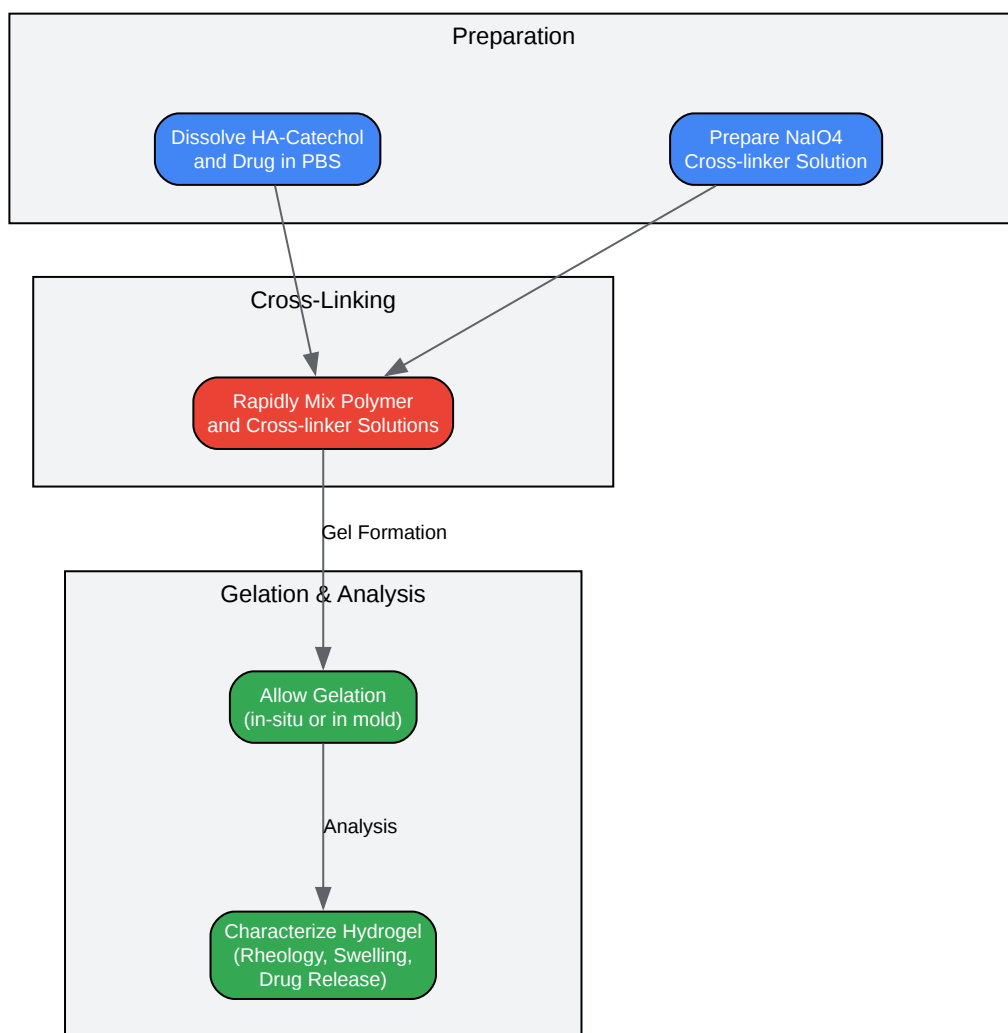 Preparation
Dissolve HA-Catechol
and Drug in PBS
Prepare NaIO4
Cross-linker Solution
Cross-Linking
Rapidly Mix Polymer
and Cross-linker Solutions
Gel Formation
Gelation & Analysis
Allow Gelation
(in-situ or in mold)
Analysis
Characterize Hydrogel
(Rheology, Swelling,
Drug Release)